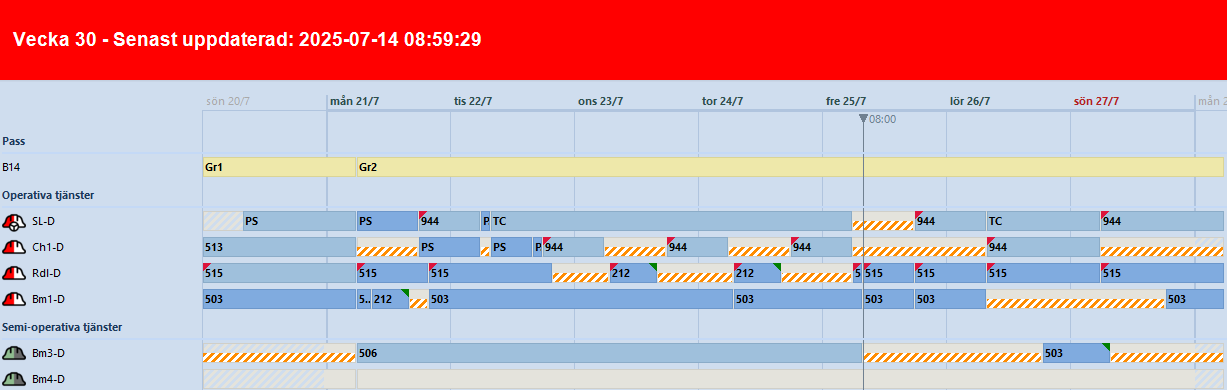 Vecka 30 - Senast uppdaterad: 2025-07-14 08:59:29
sön 20/7 mån 21/7 tis 22/7 ons 23/7 tor 24/7 fre 25/7 lör 26/7 sön 27/7 mån
08:00
Pass
B14 Gr1 Gr2
Operativa tjänster
SL-D PS PS 944 P TC 944 TC 944
Ch1-D 513 PS PS P 944 944 944 944
Rdl-D 515 515 515 212 212 5 515 515 515 515
Bm1-D 503 5.. 212 503 503 503 503 503
Semi-operativa tjänster
Bm3-D 506 503
Bm4-D